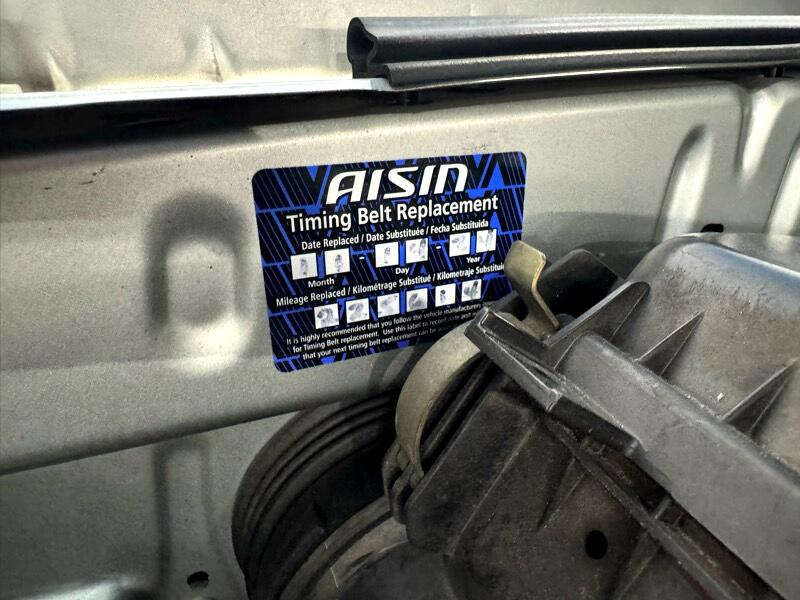 AISIN
Timing Belt Replacement
Date Replaced / Date Substituée / Fecha Substituida
- -
Month Day Year
Mileage Replaced / Kilométrage Substitué / Kilometraje Substitui
It is highly recommended that you follow the vehicle manufacturers
for Timing Belt replacement. Use this label to record date and
that your next timing belt replacement can be